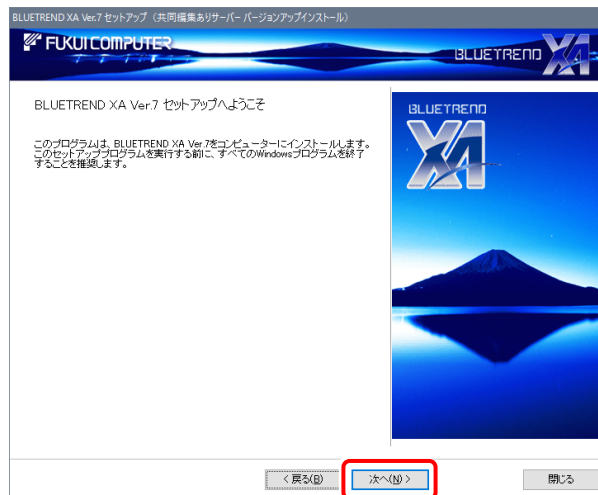 BLUETREND XA Ver.7 セットアップ（共同編集ありサーバー バージョンアップインストール）
FUKUI COMPUTER
BLUETREND XA
BLUETREND XA Ver.7 セットアップへようこそ
BLUETREND
XA
このプログラムは、BLUETREND XA Ver.7をコンピューターにインストールします。
このセットアッププログラムを実行する前に、すべてのWindowsプログラムを終了
することを推奨します。
< 戻る(B)
次へ(N) >
閉じる